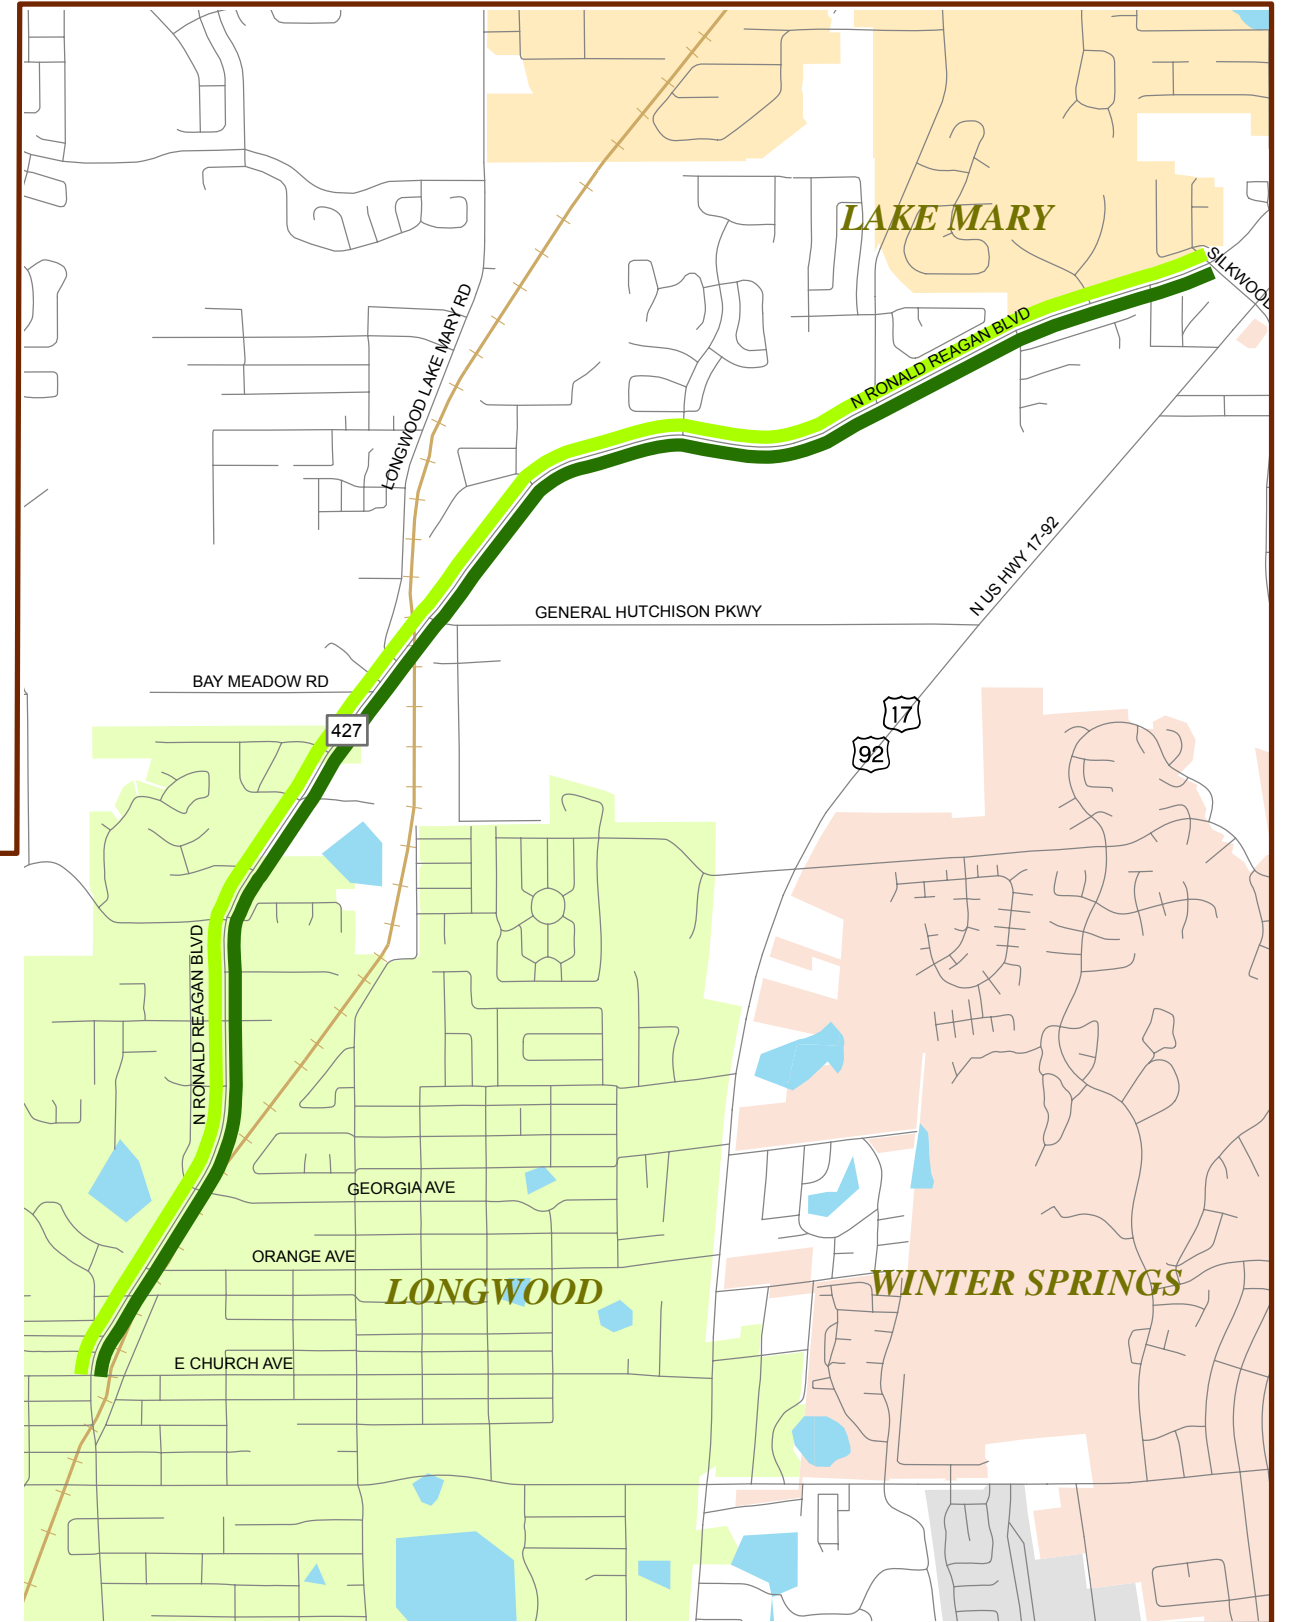 LAKE MARY
SILKWOOD
LONGWOOD LAKE MARY RD
N RONALD REAGAN BLVD
N US HWY 17-92
GENERAL HUTCHISON PKWY
BAY MEADOW RD
17
427
92
N RONALD REAGAN BLVD
GEORGIA AVE
ORANGE AVE
LONGWOOD
WINTER SPRINGS
E CHURCH AVE